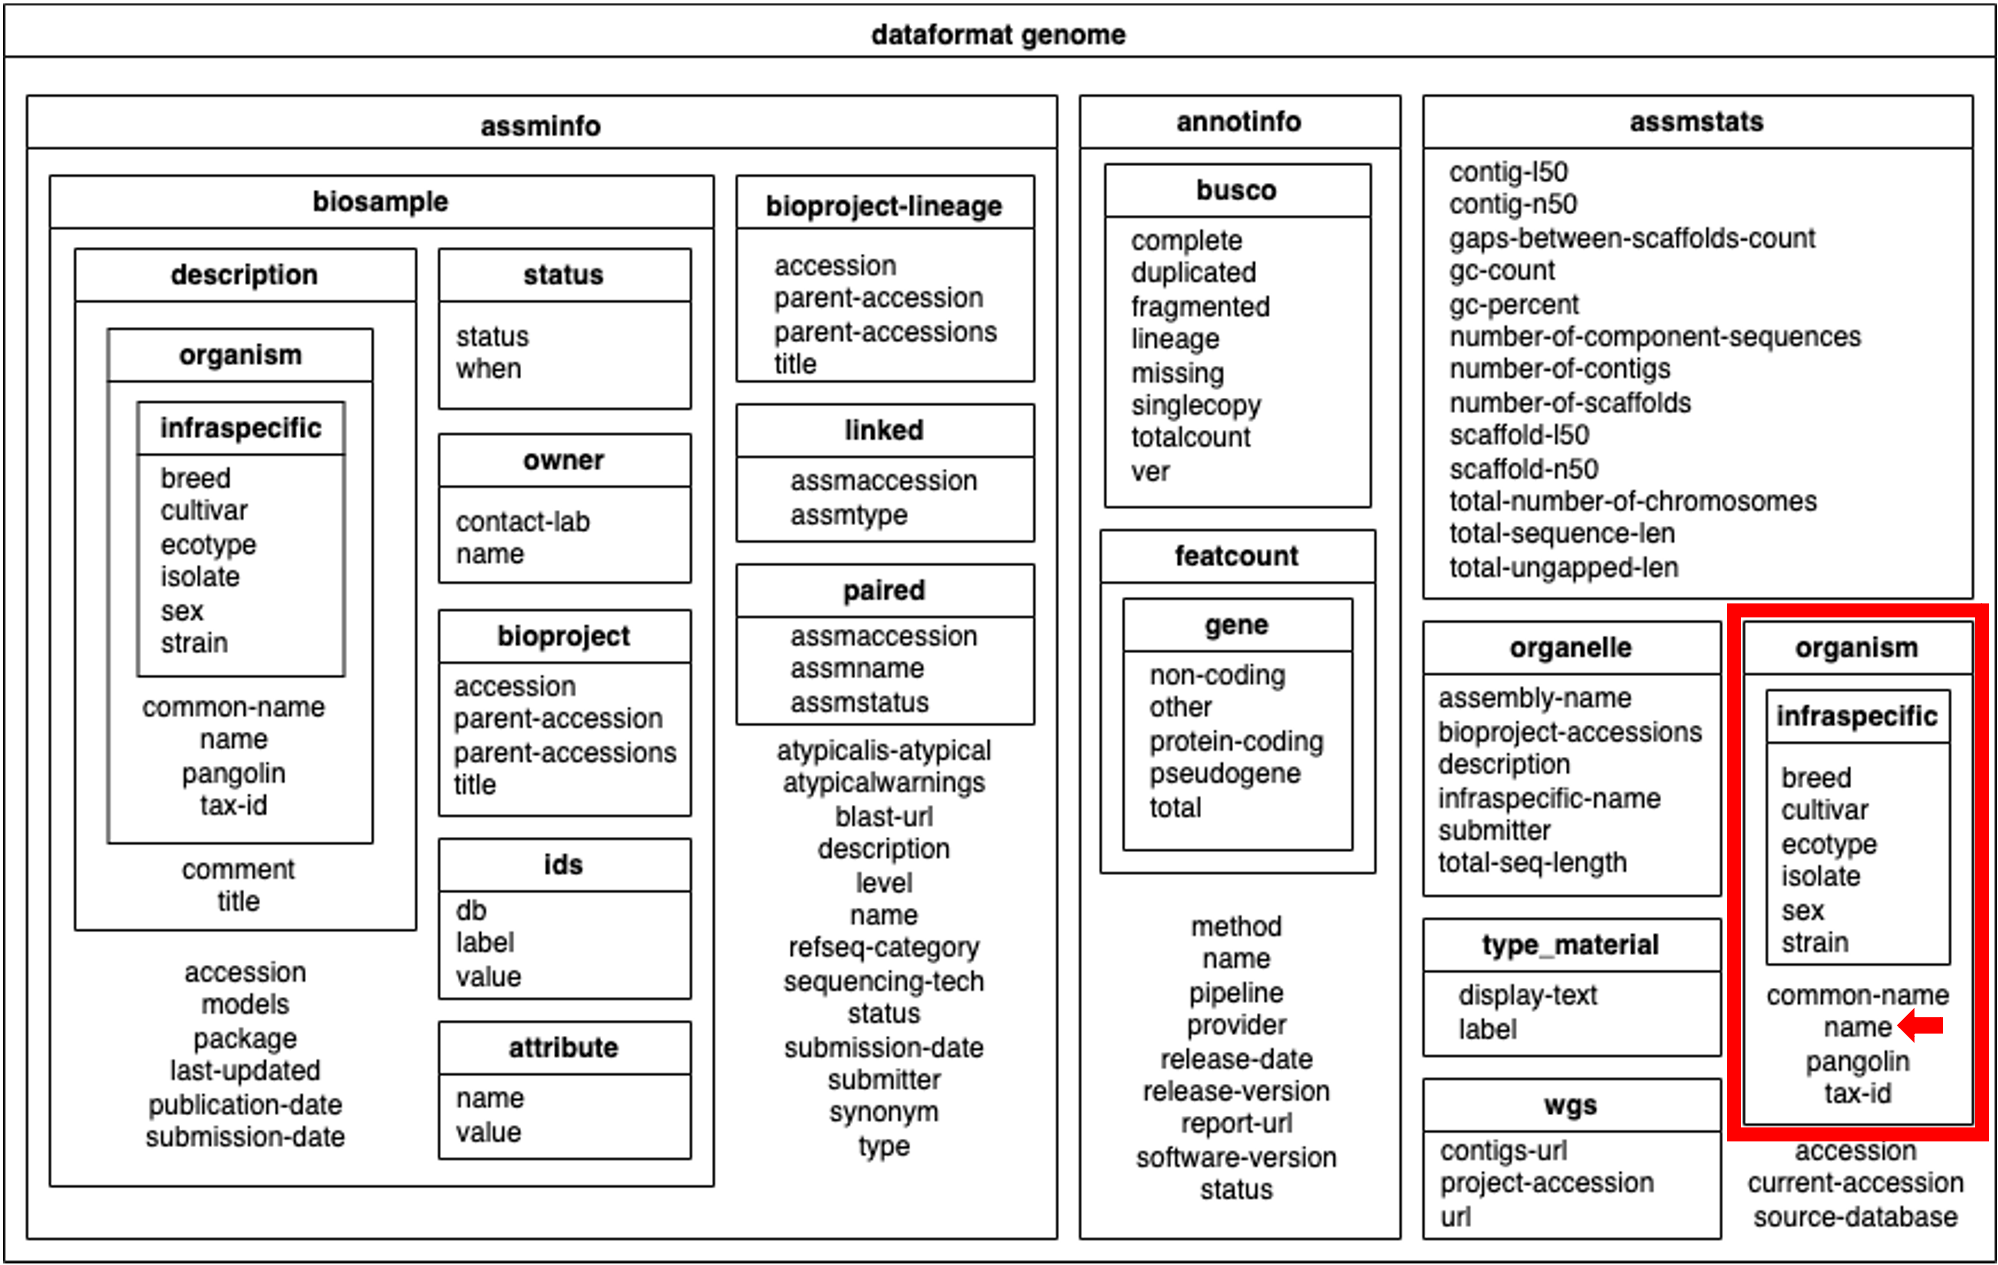 dataformat genome
assminfo
biosample
description
organism
infraspecific
breed
cultivar
ecotype
isolate
sex
strain
common-name
name
pangolin
tax-id
comment
title
accession
models
package
last-updated
publication-date
submission-date
status
status
when
owner
contact-lab
name
bioproject
accession
parent-accession
parent-accessions
title
ids
db
label
value
attribute
name
value
bioproject-lineage
accession
parent-accession
parent-accessions
title
linked
assmaccession
assmtype
paired
assmaccession
assmname
assmstatus
atypicalis-atypical
atypicalwarnings
blast-url
description
level
name
refseq-category
sequencing-tech
status
submission-date
submitter
synonym
type
annotinfo
busco
complete
duplicated
fragmented
lineage
missing
singlecopy
totalcount
ver
featcount
gene
non-coding
other
protein-coding
pseudogene
total
method
name
pipeline
provider
release-date
release-version
report-url
software-version
status
assmstats
contig-l50
contig-n50
gaps-between-scaffolds-count
gc-count
gc-percent
number-of-component-sequences
number-of-contigs
number-of-scaffolds
scaffold-l50
scaffold-n50
total-number-of-chromosomes
total-sequence-len
total-ungapped-len
organelle
assembly-name
bioproject-accessions
description
infraspecific-name
submitter
total-seq-length
type_material
display-text
label
wgs
contigs-url
project-accession
url
organism
infraspecific
breed
cultivar
ecotype
isolate
sex
strain
common-name
name
pangolin
tax-id
accession
current-accession
source-database